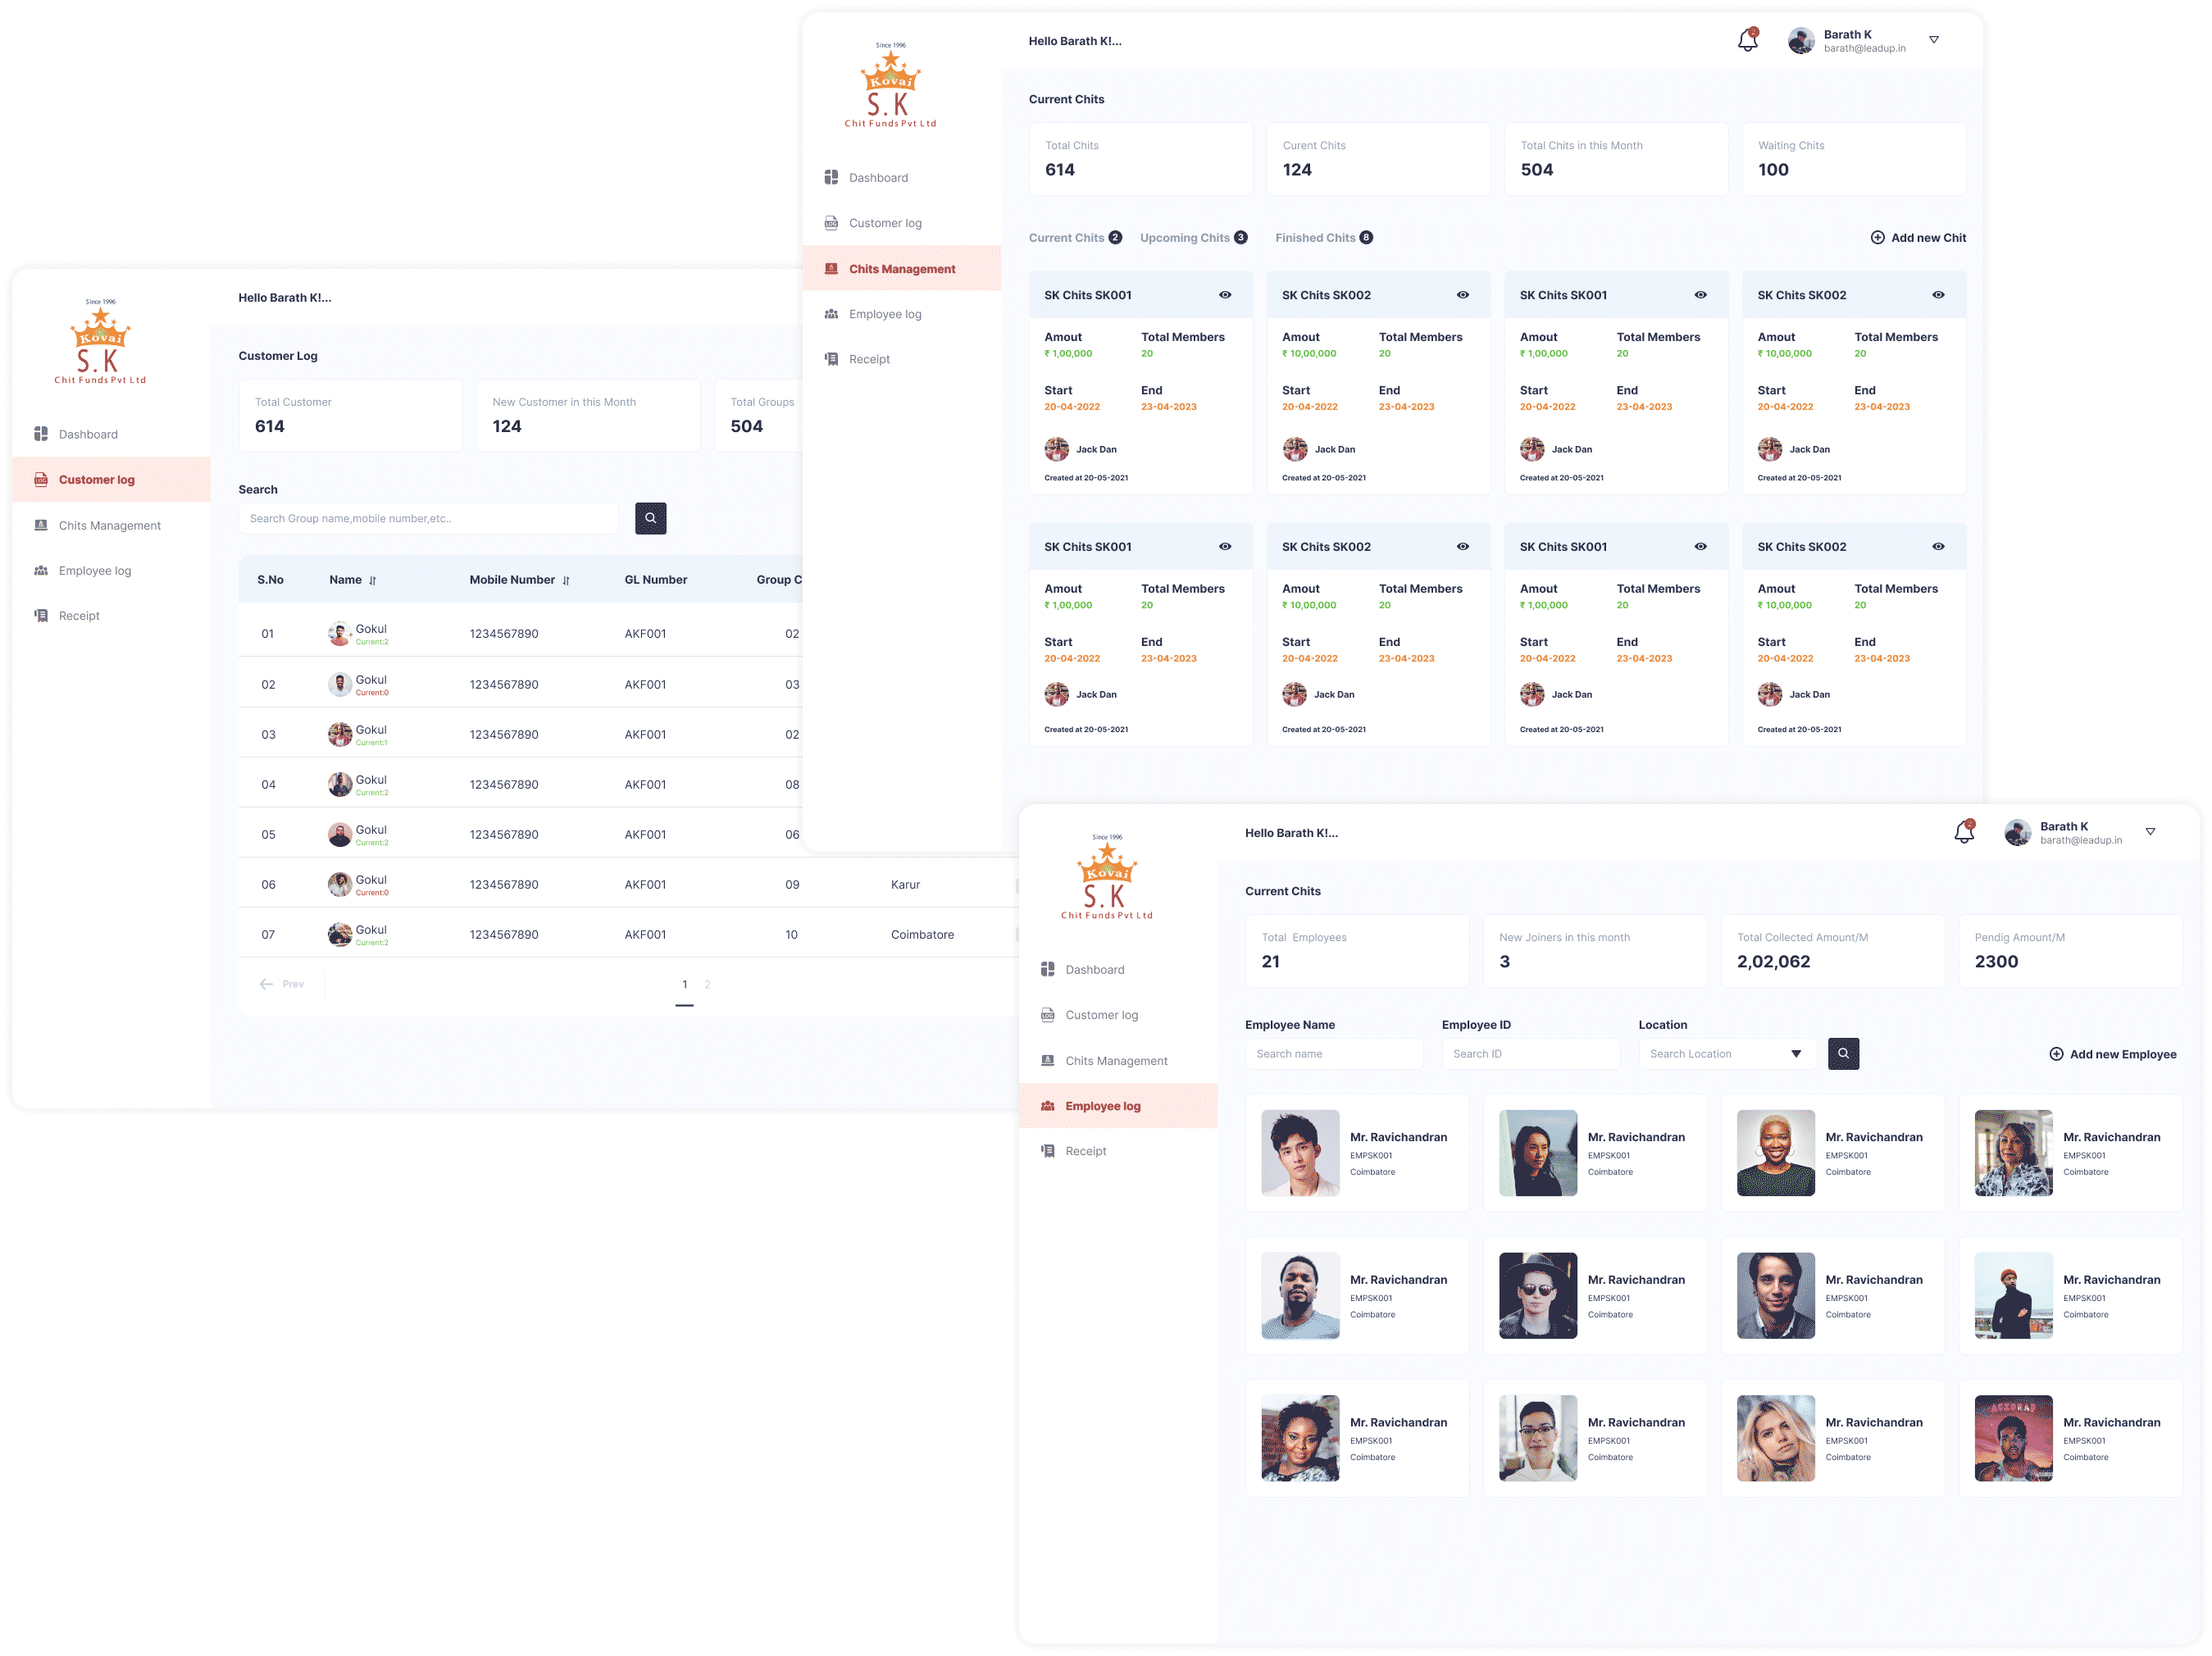 Since 1996
Kovai
S.K
Chit Funds Pvt Ltd
Dashboard
Customer log
Chits Management
Employee log
Receipt
Hello Barath K!...
2
Barath K
barath@leadup.in
Current Chits
Total Chits
614
Curent Chits
124
Total Chits in this Month
504
Waiting Chits
100
Current Chits 2
Upcoming Chits 3
Finished Chits 8
Add new Chit
SK Chits SK001
Amout
Total Members
₹ 1,00,000
20
Start
End
20-04-2022
23-04-2023
Jack Dan
Created at 20-05-2021
SK Chits SK002
Amout
Total Members
₹ 10,00,000
20
Start
End
20-04-2022
23-04-2023
Jack Dan
Created at 20-05-2021
SK Chits SK001
Amout
Total Members
₹ 1,00,000
20
Start
End
20-04-2022
23-04-2023
Jack Dan
Created at 20-05-2021
SK Chits SK002
Amout
Total Members
₹ 10,00,000
20
Start
End
20-04-2022
23-04-2023
Jack Dan
Created at 20-05-2021
SK Chits SK001
Amout
Total Members
₹ 1,00,000
20
Start
End
20-04-2022
23-04-2023
Jack Dan
Created at 20-05-2021
SK Chits SK002
Amout
Total Members
₹ 10,00,000
20
Start
End
20-04-2022
23-04-2023
Jack Dan
Created at 20-05-2021
SK Chits SK001
Amout
Total Members
₹ 1,00,000
20
Start
End
20-04-2022
23-04-2023
Jack Dan
Created at 20-05-2021
SK Chits SK002
Amout
Total Members
₹ 10,00,000
20
Start
End
20-04-2022
23-04-2023
Jack Dan
Created at 20-05-2021
Since 1996
Kovai
S.K
Chit Funds Pvt Ltd
Dashboard
Customer log
Chits Management
Employee log
Receipt
Hello Barath K!...
Customer Log
Total Customer
614
New Customer in this Month
124
Total Groups
504
Search
Search Group name,mobile number,etc..
S.No Name Mobile Number GL Number Group C
01 Gokul 1234567890 AKF001 02
Current:2
02 Gokul 1234567890 AKF001 03
Current:0
03 Gokul 1234567890 AKF001 02
Current:1
04 Gokul 1234567890 AKF001 08
Current:2
05 Gokul 1234567890 AKF001 06
Current:2
06 Gokul 1234567890 AKF001 09 Karur
Current:0
07 Gokul 1234567890 AKF001 10 Coimbatore
Current:2
Prev
1 2
Since 1996
Kovai
S.K
Chit Funds Pvt Ltd
Dashboard
Customer log
Chits Management
Employee log
Receipt
Hello Barath K!...
2
Barath K
barath@leadup.in
Current Chits
Total Employees
21
New Joiners in this month
3
Total Collected Amount/M
2,02,062
Pendig Amount/M
2300
Employee Name
Search name
Employee ID
Search ID
Location
Search Location
Add new Employee
Mr. Ravichandran
EMPSK001
Coimbatore
Mr. Ravichandran
EMPSK001
Coimbatore
Mr. Ravichandran
EMPSK001
Coimbatore
Mr. Ravichandran
EMPSK001
Coimbatore
Mr. Ravichandran
EMPSK001
Coimbatore
Mr. Ravichandran
EMPSK001
Coimbatore
Mr. Ravichandran
EMPSK001
Coimbatore
Mr. Ravichandran
EMPSK001
Coimbatore
Mr. Ravichandran
EMPSK001
Coimbatore
Mr. Ravichandran
EMPSK001
Coimbatore
Mr. Ravichandran
EMPSK001
Coimbatore
Mr. Ravichandran
EMPSK001
Coimbatore